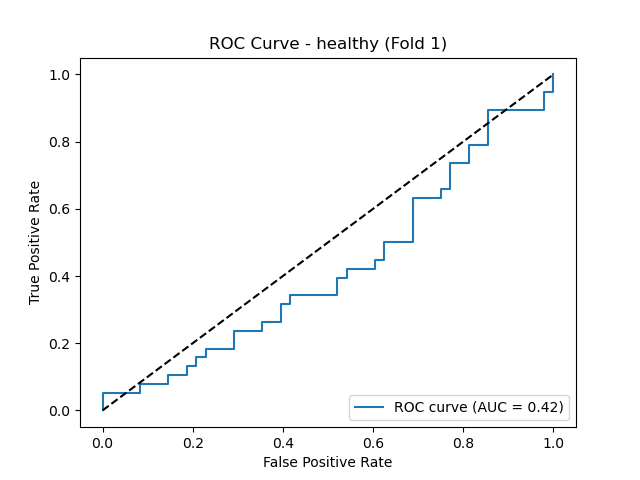 ROC Curve - healthy (Fold 1)
True Positive Rate
1.0
0.8
0.6
0.4
0.2
0.0
ROC curve (AUC = 0.42)
0.0 0.2 0.4 0.6 0.8 1.0
False Positive Rate